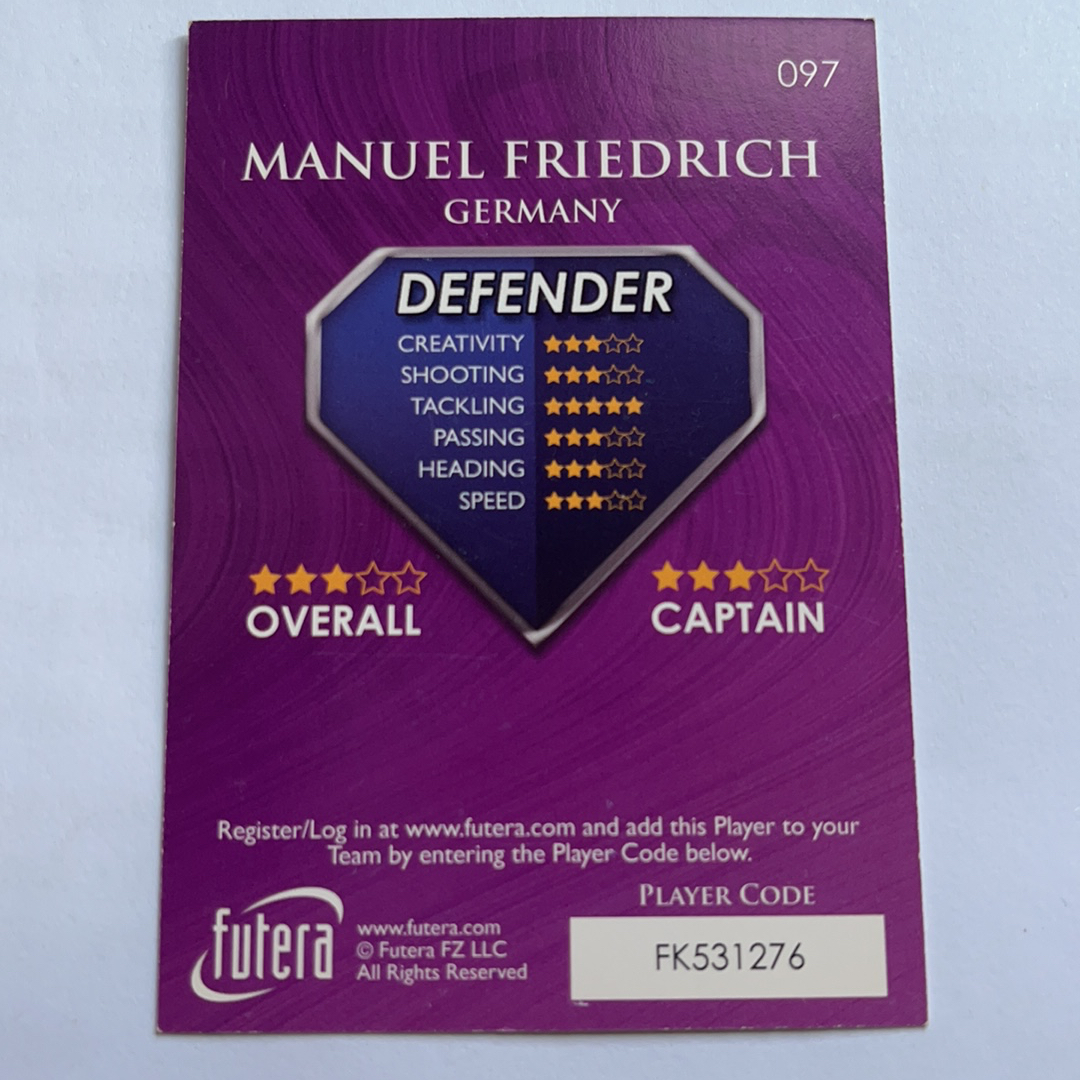 097
MANUEL FRIEDRICH
GERMANY
DEFENDER
CREATIVITY
SHOOTING
TACKLING
PASSING
HEADING
SPEED
OVERALL
CAPTAIN
Register/Log in at www.futera.com and add this Player to your
Team by entering the Player Code below.
PLAYER CODE
futera
www.futera.com
© Futera FZ LLC
All Rights Reserved
FK531276